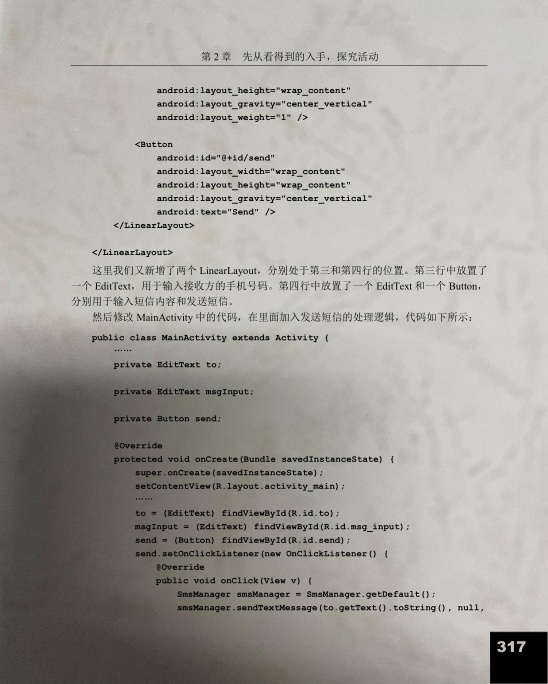 第 2 章 先从看得到的入手，探究活动
android:layout_height="wrap_content"
android:layout_gravity="center_vertical"
android:layout_weight="1" />
<Button
android:id="@+id/send"
android:layout_width="wrap_content"
android:layout_height="wrap_content"
android:layout_gravity="center_vertical"
android:text="Send" />
</LinearLayout>
</LinearLayout>
这里我们又新增了两个 LinearLayout，分别处于第三和第四行的位置。第三行中放置了
一个 EditText，用于输入接收方的手机号码。第四行中放置了一个 EditText 和一个 Button，
分别用于输入短信内容和发送短信。
然后修改 MainActivity 中的代码，在里面加入发送短信的处理逻辑，代码如下所示：
public class MainActivity extends Activity {
……
private EditText to;
private EditText msgInput;
private Button send;
@Override
protected void onCreate(Bundle savedInstanceState) {
super.onCreate(savedInstanceState);
setContentView(R.layout.activity_main);
……
to = (EditText) findViewById(R.id.to);
msgInput = (EditText) findViewById(R.id.msg_input);
send = (Button) findViewById(R.id.send);
send.setOnClickListener(new OnClickListener() {
@Override
public void onClick(View v) {
SmsManager smsManager = SmsManager.getDefault();
smsManager.sendTextMessage(to.getText().toString(), null,
317